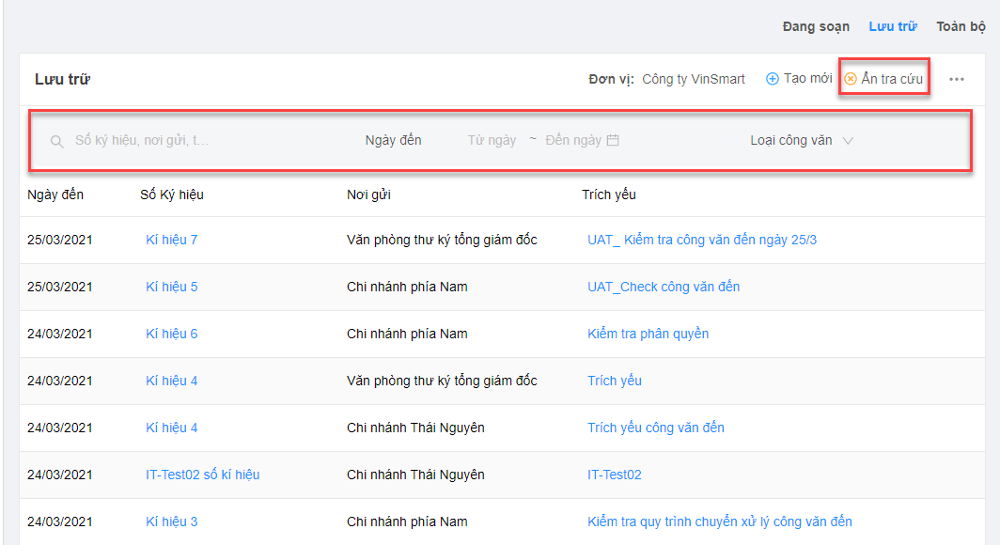 Đang soạn Lưu trữ Toàn bộ
Lưu trữ Đơn vị: Công ty VinSmart Tạo mới Ẩn tra cứu
Số ký hiệu, nơi gửi, t... Ngày đến Từ ngày ~ Đến ngày Loại công văn
Ngày đến Số Ký hiệu Nơi gửi Trích yếu
25/03/2021 Kí hiệu 7 Văn phòng thư ký tổng giám đốc UAT_ Kiểm tra công văn đến ngày 25/3
25/03/2021 Kí hiệu 5 Chi nhánh phía Nam UAT_Check công văn đến
24/03/2021 Kí hiệu 6 Chi nhánh phía Nam Kiểm tra phân quyền
24/03/2021 Kí hiệu 4 Văn phòng thư ký tổng giám đốc Trích yếu
24/03/2021 Kí hiệu 4 Chi nhánh Thái Nguyên Trích yếu công văn đến
24/03/2021 IT-Test02 số kí hiệu Chi nhánh Thái Nguyên IT-Test02
24/03/2021 Kí hiệu 3 Chi nhánh phía Nam Kiểm tra quy trình chuyển xử lý công văn đến